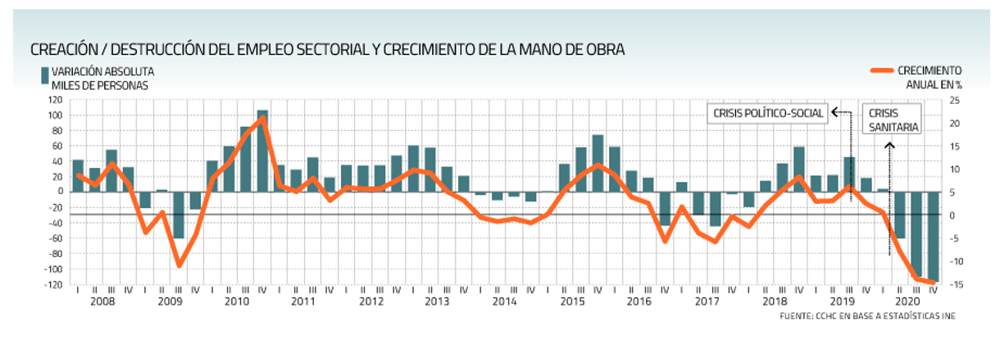 CREACIÓN / DESTRUCCIÓN DEL EMPLEO SECTORIAL Y CRECIMIENTO DE LA MANO DE OBRA
VARIACIÓN ABSOLUTA
MILES DE PERSONAS
CRECIMIENTO
ANUAL EN %
120
100
80
60
40
20
0
-20
-40
-60
-80
-100
-120
25
20
15
10
5
0
-5
-10
-15
CRISIS POLÍTICO-SOCIAL
CRISIS
SANITARIA
I II III IV I II III IV I II III IV I II III IV I II III IV I II III IV I II III IV I II III IV I II III IV I II III IV I II III IV I II III IV I II III IV
2008 2009 2010 2011 2012 2013 2014 2015 2016 2017 2018 2019 2020
FUENTE: CCHC EN BASE A ESTADÍSTICAS INE